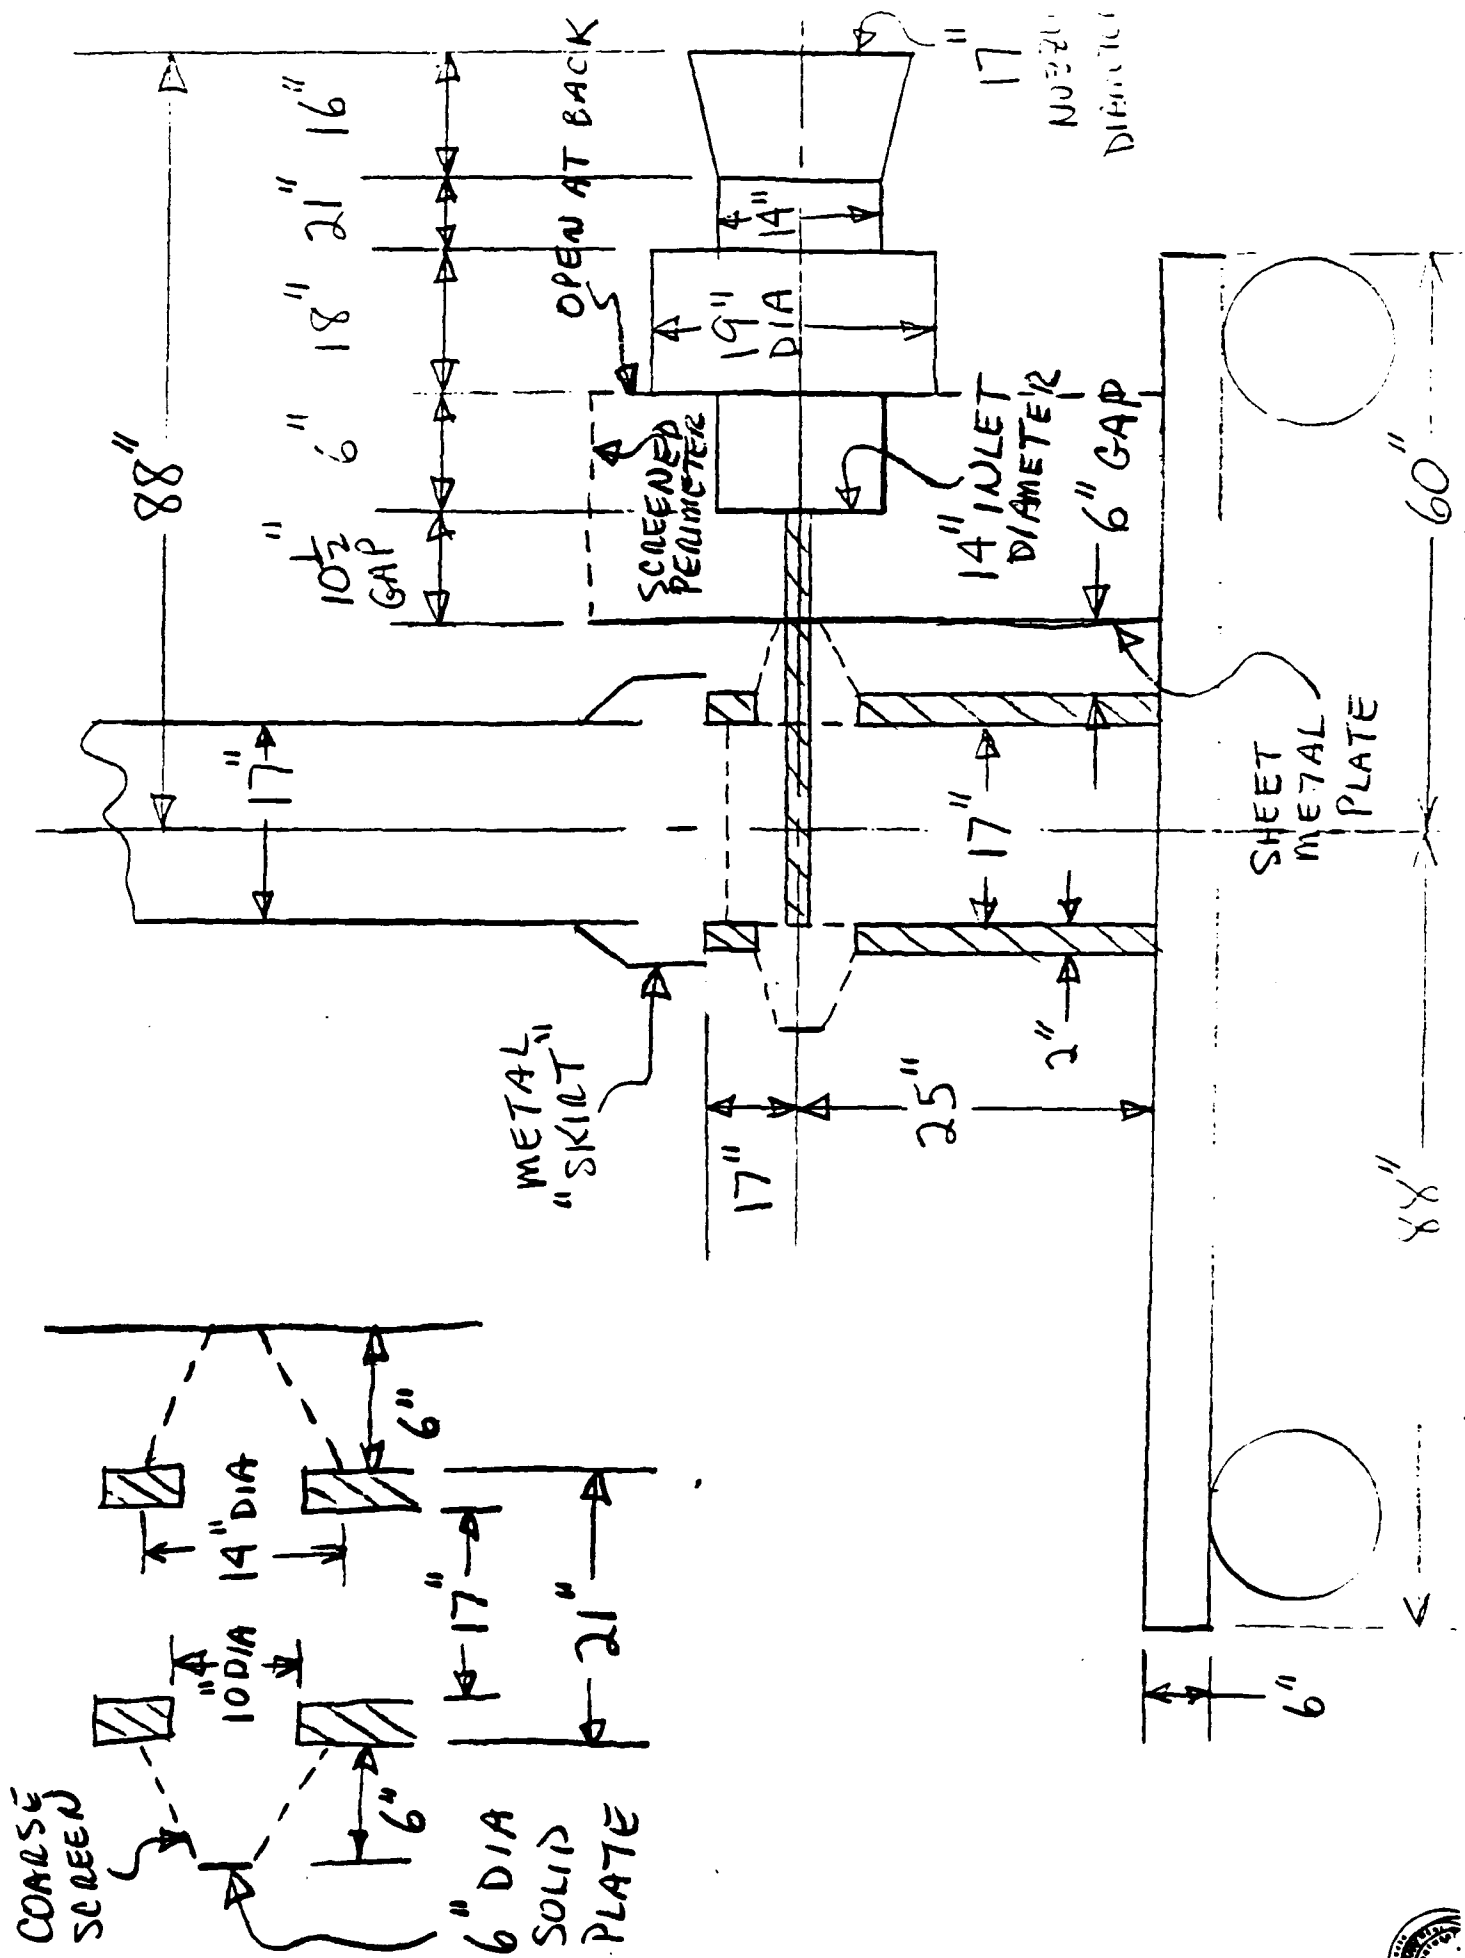 88"
16"
21"
18"
6"
10 1/2"
GAP
OPEN AT BACK
17"
14"
19"
DIA
SCREENED
PERIMETER
14" INLET
DIAMETER
6" GAP
17"
METAL
"SKIRT"
17"
25"
17"
2"
SHEET
METAL
PLATE
60"
88"
6"
COARSE
SCREEN
10" DIA
14" DIA
6"
6"
17"
21"
6" DIA
SOLID
PLATE